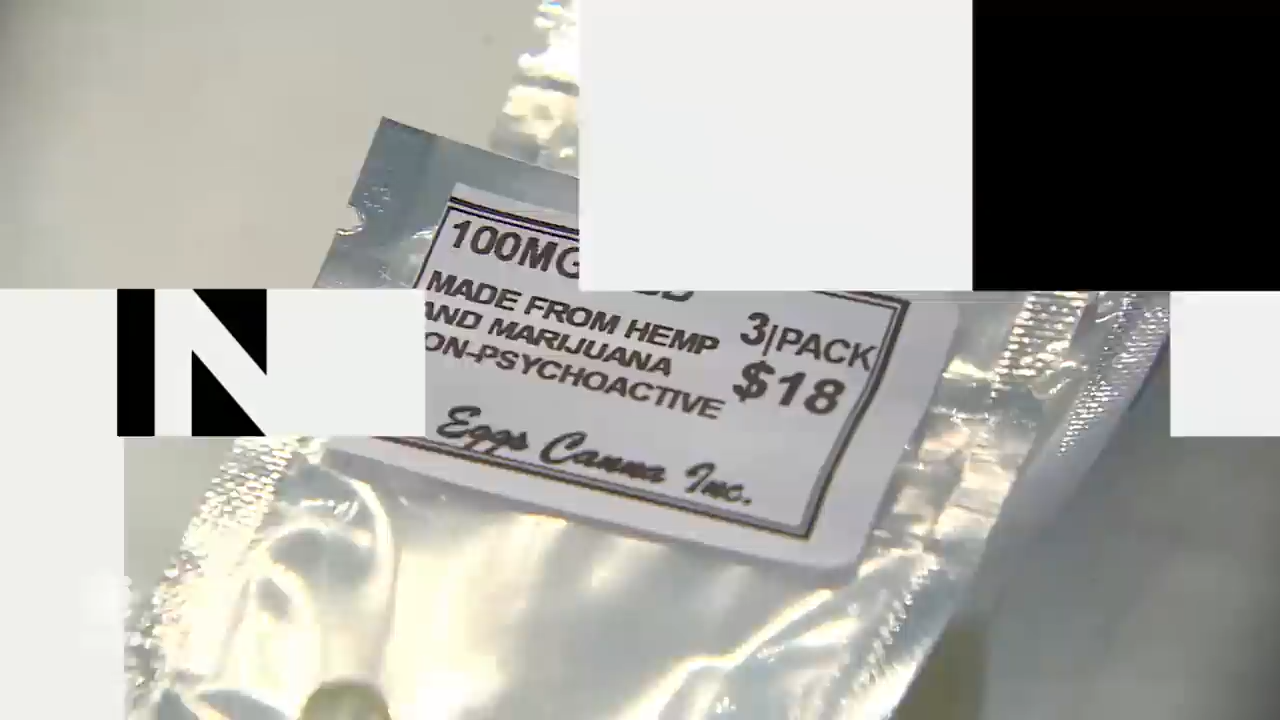 100MG
MADE FROM HEMP
AND MARIJUANA
ON-PSYCHOACTIVE
3/PACK
$18
Eggs Canna Inc.
N